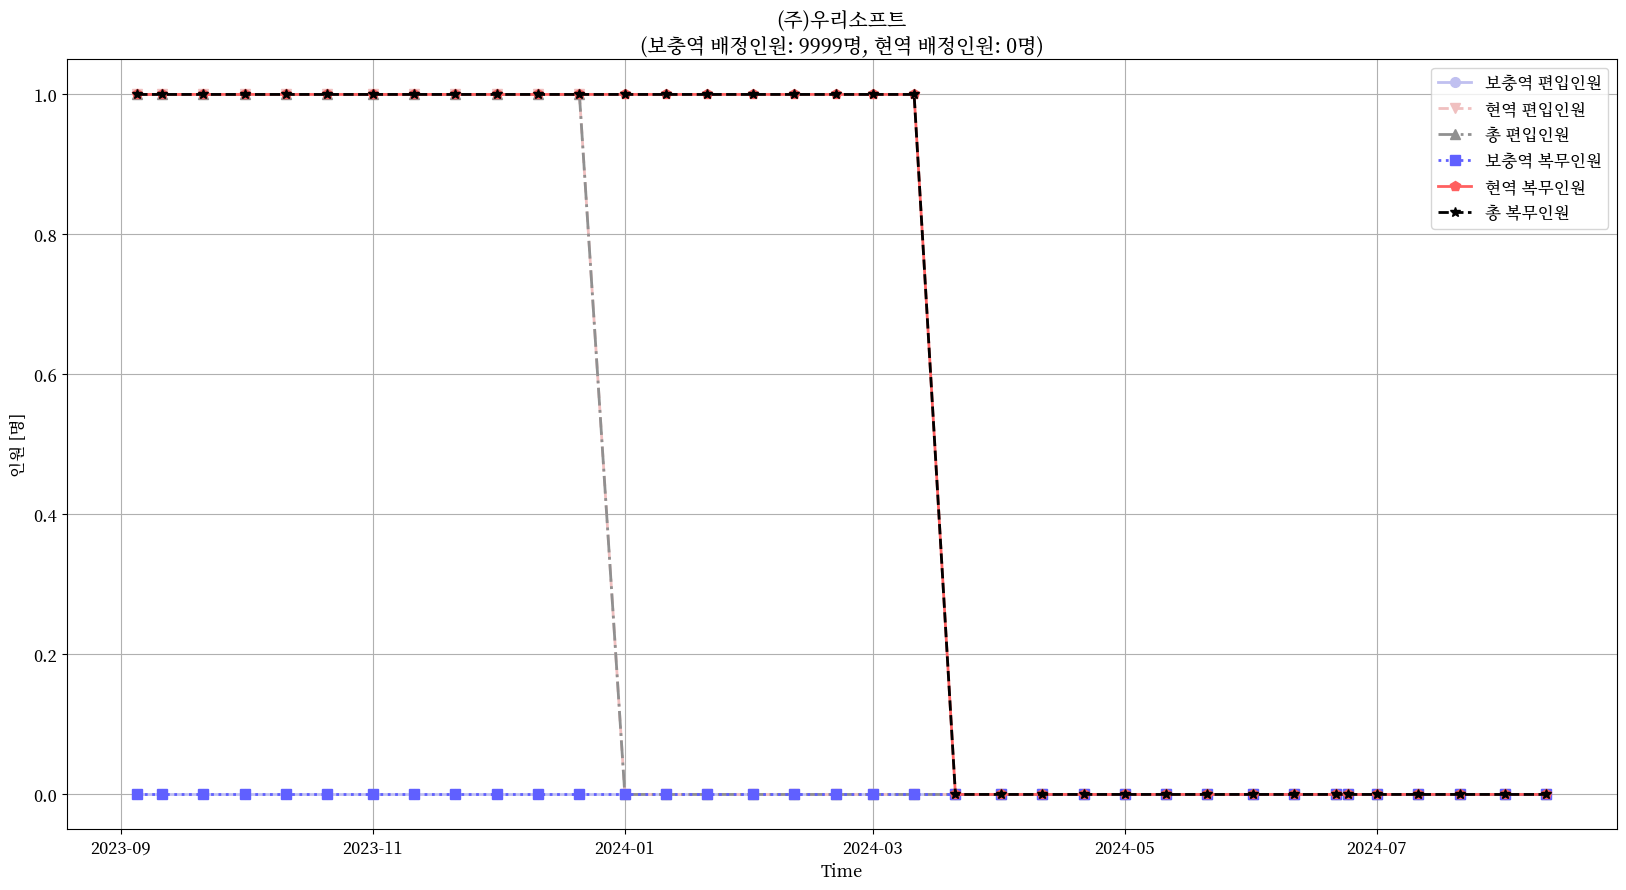 (주)우리소프트
(보충역 배정인원: 9999명, 현역 배정인원: 0명)
보충역 편입인원
현역 편입인원
총 편입인원
보충역 복무인원
현역 복무인원
총 복무인원
1.0
0.8
0.6
0.4
0.2
0.0
인원 [명]
2023-09
2023-11
2024-01
2024-03
2024-05
2024-07
Time